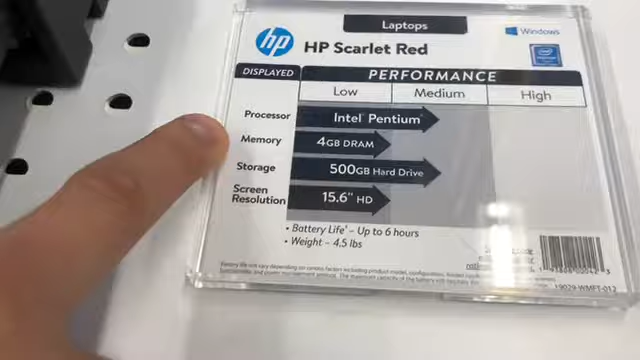 Laptops
hp
HP Scarlet Red
Windows
DISPLAYED
PERFORMANCE
Low Medium High
Processor Intel Pentium
Memory 4GB DRAM
Storage 500GB Hard Drive
Screen Resolution 15.6" HD
• Battery Life* – Up to 6 hours
• Weight – 4.5 lbs